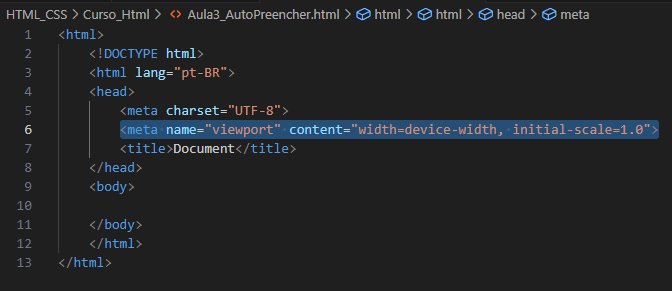 HTML_CSS > Curso_Html > <> Aula3_AutoPreencher.html > html > html > head > meta
1 <html>
2 <!DOCTYPE html>
3 <html lang="pt-BR">
4 <head>
5 <meta charset="UTF-8">
6 <meta name="viewport" content="width=device-width, initial-scale=1.0">
7 <title>Document</title>
8 </head>
9 <body>
10
11 </body>
12 </html>
13 </html>